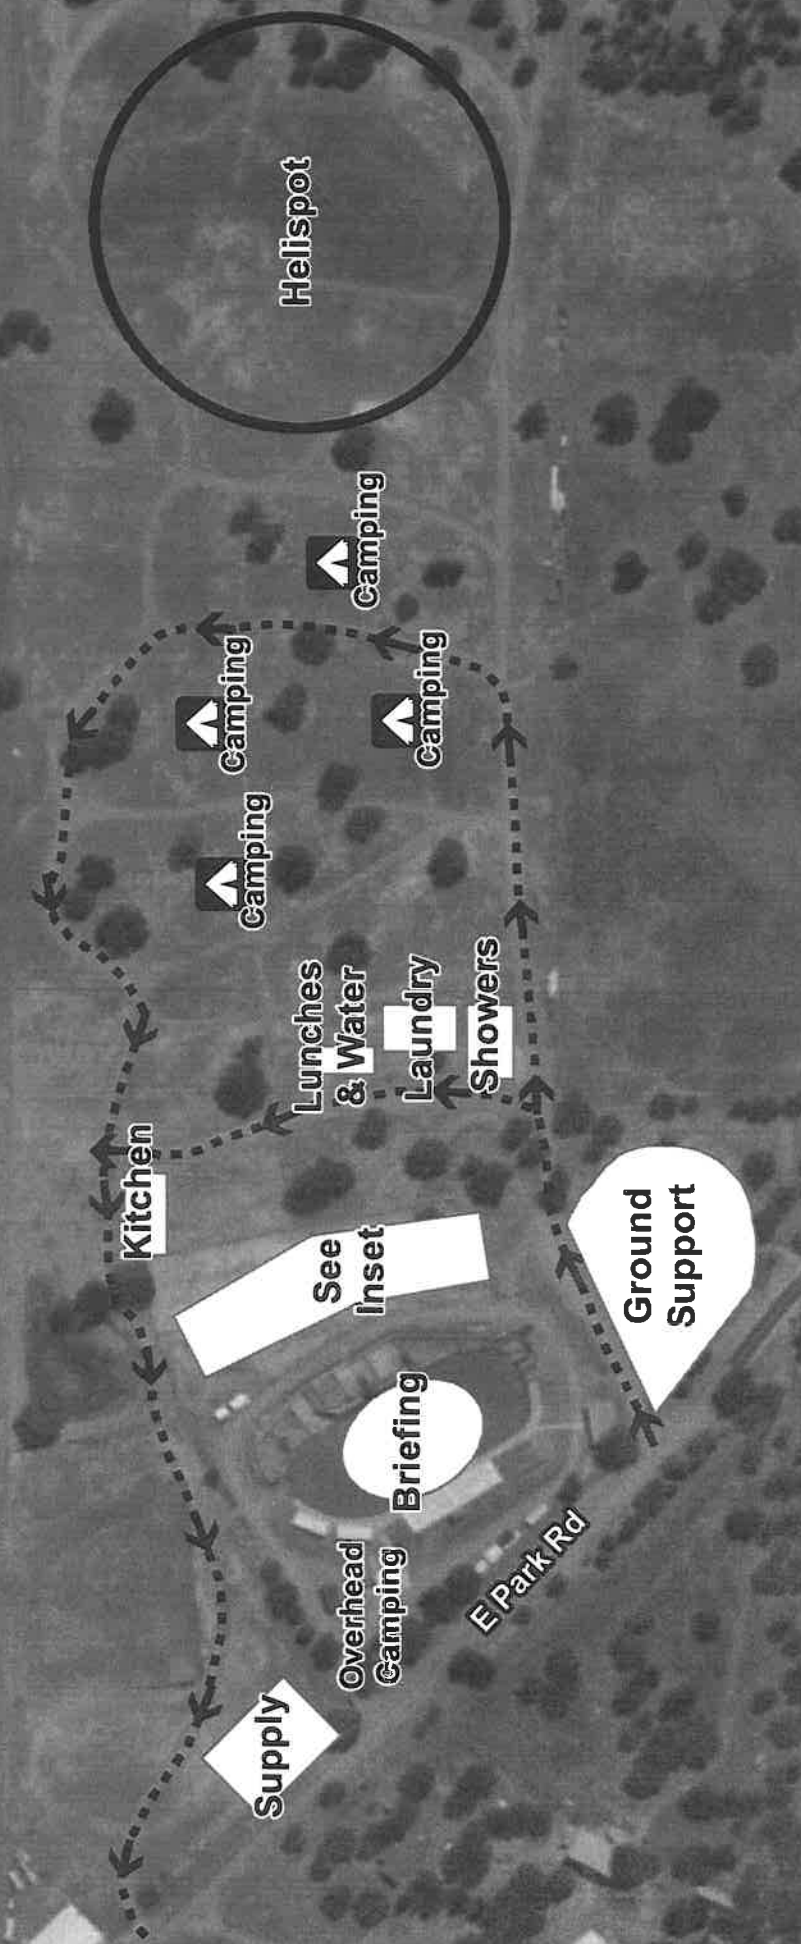 Helispot
Camping
Camping
Camping
Camping
Lunches
& Water
Laundry
Showers
Kitchen
See
Inset
Ground
Support
Briefing
Overhead
Camping
E Park Rd
Supply